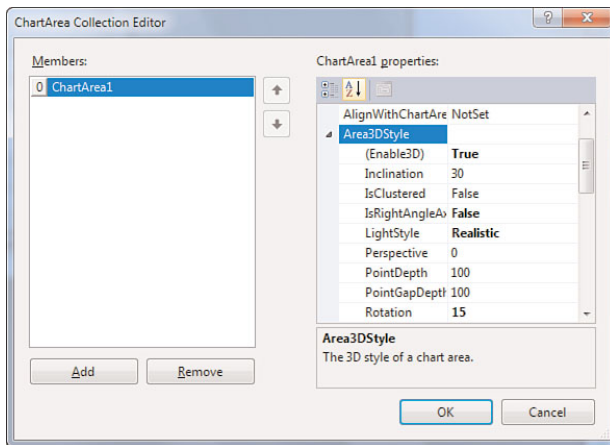 ChartArea Collection Editor
Members:
0 ChartArea1
Add
Remove
ChartArea1 properties:
AlignWithChartAre NotSet
Area3DStyle
(Enable3D) True
Inclination 30
IsClustered False
IsRightAngleAx False
LightStyle Realistic
Perspective 0
PointDepth 100
PointGapDepth 100
Rotation 15
Area3DStyle
The 3D style of a chart area.
OK
Cancel